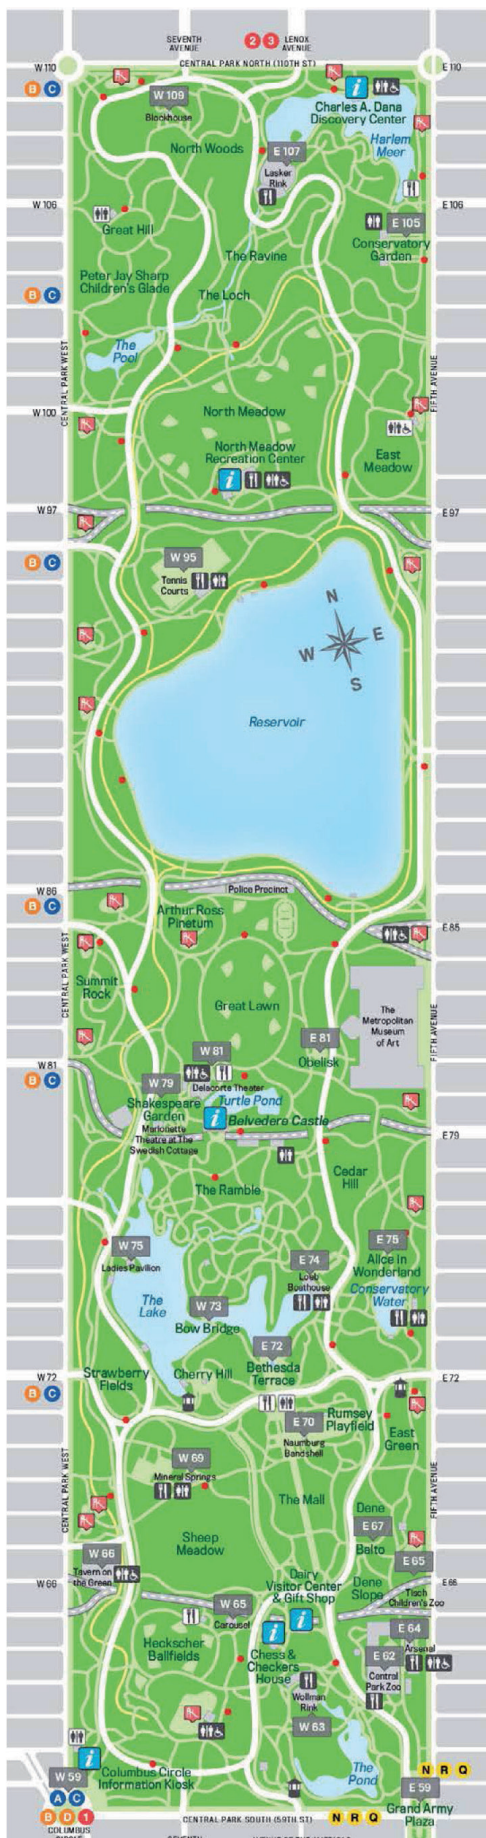 SEVENTH
AVENUE
2 3
LENOX
AVENUE
W 110
CENTRAL PARK NORTH (110TH ST)
E 110
B C
W 109
Blockhouse
i
Charles A. Dana
Discovery Center
North Woods
Harlem
Meer
E 107
Lasker
Rink
W 106
E 106
Great Hill
E 105
Conservatory
Garden
The Ravine
Peter Jay Sharp
Children's Glade
B C
The Loch
The
Pool
CENTRAL PARK WEST
FIFTH AVENUE
W 100
North Meadow
North Meadow
Recreation Center
i
East
Meadow
W 97
E 97
B C
W 95
Tennis
Courts
N
W E
S
Reservoir
W 86
Police Precinct
B C
Arthur Ross
Pinetum
E 85
CENTRAL PARK WEST
Summit
Rock
Great Lawn
The
Metropolitan
Museum
of Art
FIFTH AVENUE
E 81
Obelisk
W 81
W 81
Delacorte Theater
B C
W 79
Shakespeare
Garden
Turtle Pond
i
Belvedere Castle
Marionette
Theatre at The
Swedish Cottage
E 79
Cedar
Hill
The Ramble
W 75
Ladies Pavilion
E 75
Alice in
Wonderland
E 74
Loeb
Boathouse
Conservatory
Water
The
Lake
W 73
Bow Bridge
E 72
Bethesda
Terrace
W 72
Strawberry
Fields
Cherry Hill
E 72
B C
Rumsey
Playfield
E 70
Naumburg
Bandshell
East
Green
CENTRAL PARK WEST
W 69
Mineral Springs
The Mall
FIFTH AVENUE
Dene
E 67
Balto
Sheep
Meadow
W 66
Tavern on
the Green
Dairy
Visitor Center
& Gift Shop
E 65
Tisch
Children's Zoo
W 66
Dene
Slope
E 66
W 65
Carousel
i
i
E 64
Arsenal
Heckscher
Ballfields
Chess &
Checkers
House
E 62
Central
Park Zoo
Wollman
Rink
W 63
i
W 59
Columbus Circle
Information Kiosk
The
Pond
N R Q
A C
B D 1
COLUMBUS
CIRCLE
E 59
Grand Army
Plaza
CENTRAL PARK SOUTH (59TH ST)
N R Q
SEVENTH